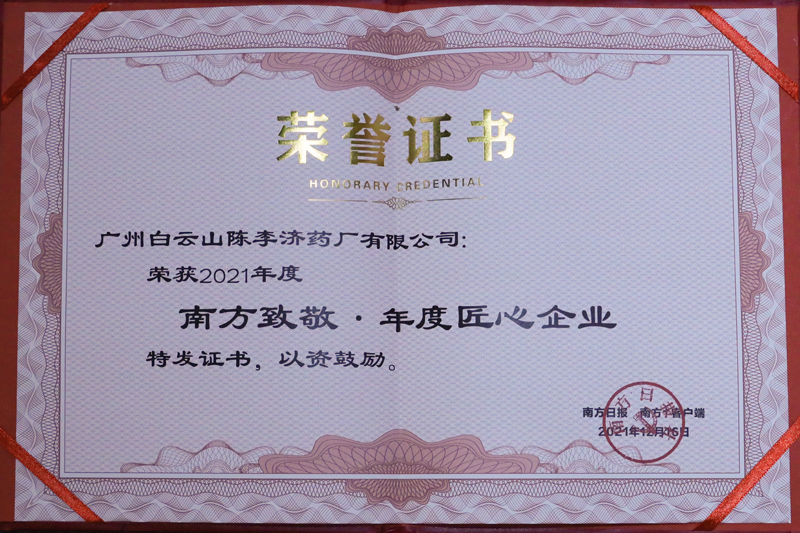 荣誉证书
HONORARY CREDENTIAL
广州白云山陈李济药厂有限公司:
荣获2021年度
南方致敬·年度匠心企业
特发证书，以资鼓励。
南方日报 南方+客户端
2021年12月15日